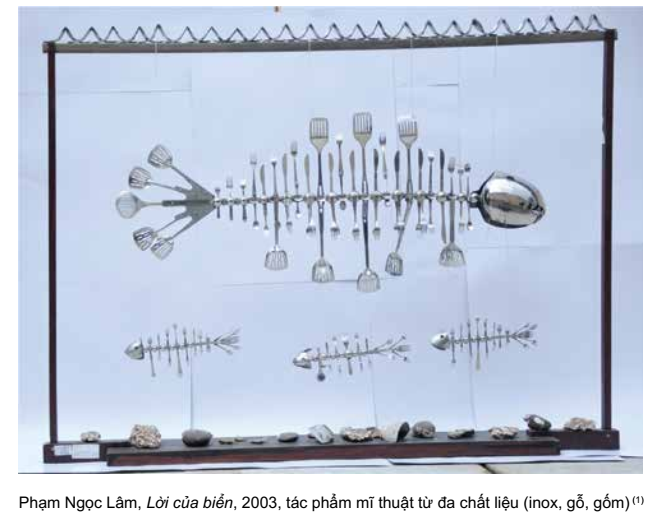 Phạm Ngọc Lâm, Lời của biển, 2003, tác phẩm mĩ thuật từ đa chất liệu (inox, gỗ, gốm)⁽¹⁾